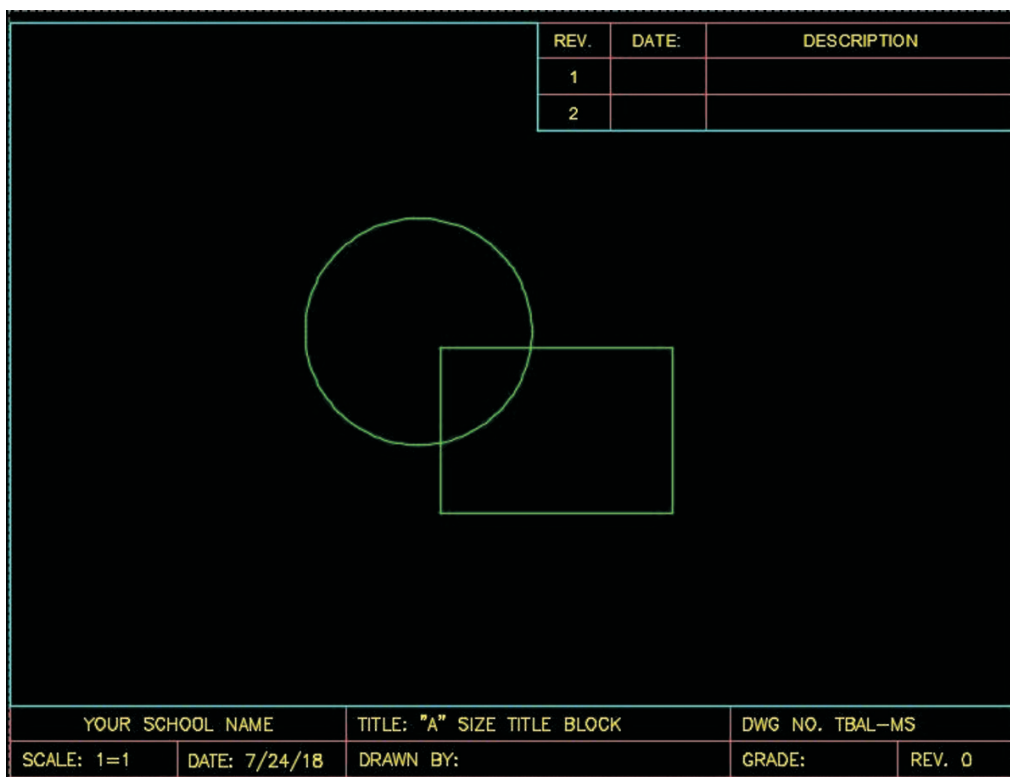 REV. DATE: DESCRIPTION
1
2
YOUR SCHOOL NAME TITLE: "A" SIZE TITLE BLOCK DWG NO. TBAL-MS
SCALE: 1=1 DATE: 7/24/18 DRAWN BY: GRADE: REV. 0